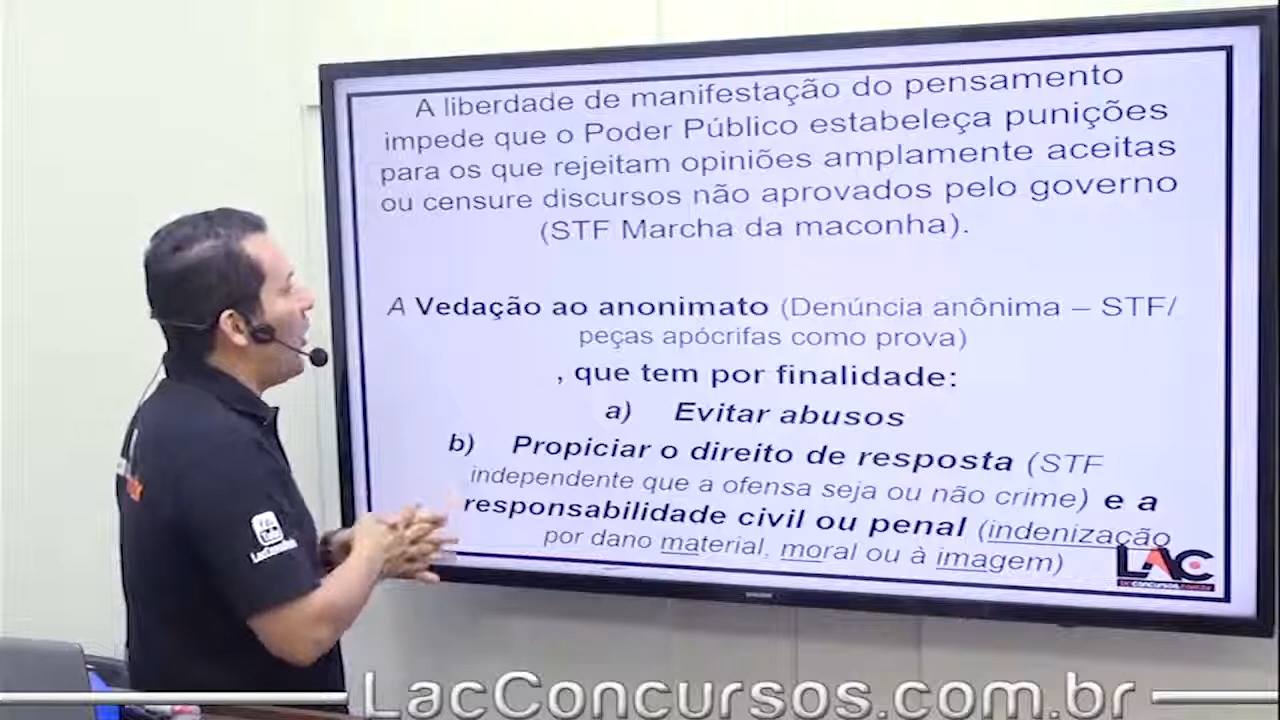 A liberdade de manifestação do pensamento
impede que o Poder Público estabeleça punições
para os que rejeitam opiniões amplamente aceitas
ou censure discursos não aprovados pelo governo
(STF Marcha da maconha).
A Vedação ao anonimato (Denúncia anônima – STF/
peças apócrifas como prova)
, que tem por finalidade:
a) Evitar abusos
b) Propiciar o direito de resposta (STF
independente que a ofensa seja ou não crime) e a
responsabilidade civil ou penal (indenização
por dano material, moral ou à imagem)
LAC
LacConcursos.com.br